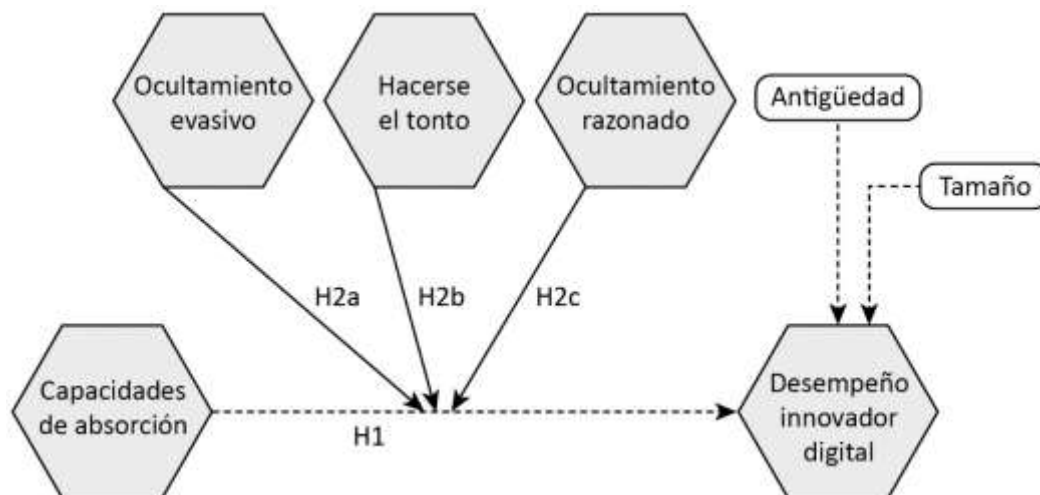 Ocultamiento
evasivo
Hacerse
el tonto
Ocultamiento
razonado
Antigüedad
Tamaño
H2a
H2b
H2c
Capacidades
de absorción
H1
Desempeño
innovador
digital